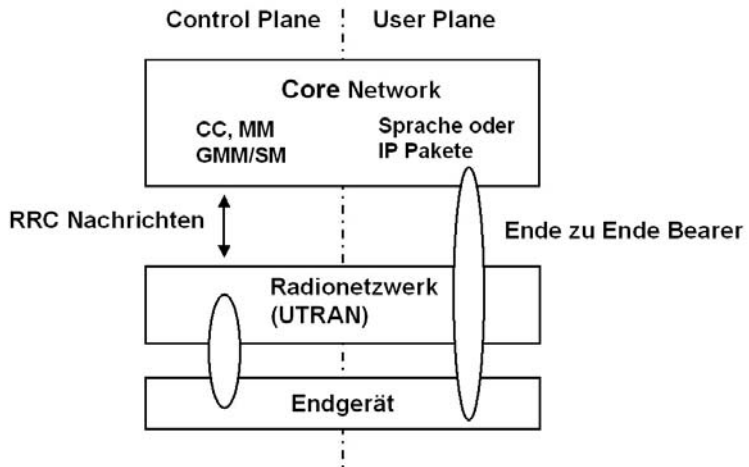 Control Plane
User Plane
Core Network
CC, MM
GMM/SM
Sprache oder
IP Pakete
RRC Nachrichten
Ende zu Ende Bearer
Radionetzwerk
(UTRAN)
Endgerät